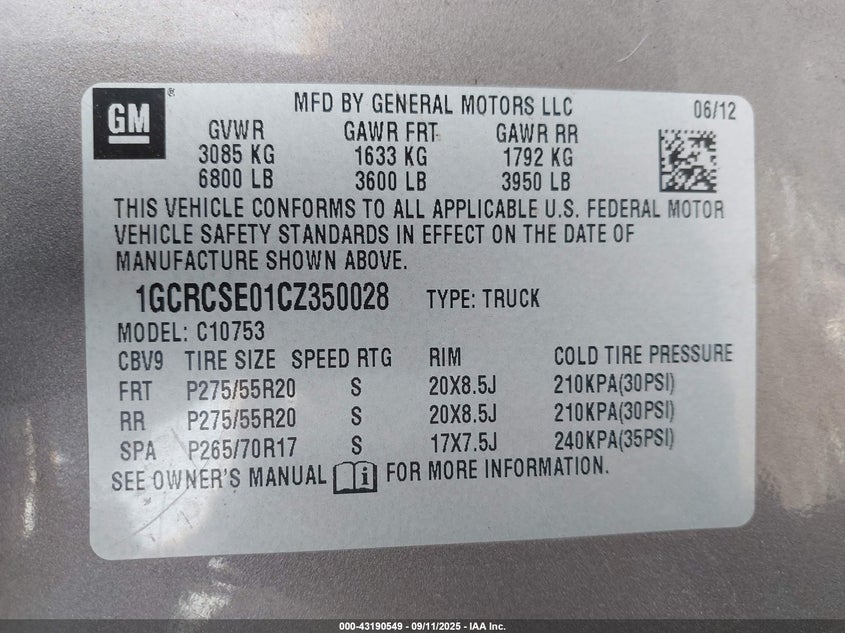 GM ® MFD BY GENERAL MOTORS LLC 06/12
GVWR GAWR FRT GAWR RR
3085 KG 1633 KG 1792 KG
6800 LB 3600 LB 3950 LB
THIS VEHICLE CONFORMS TO ALL APPLICABLE U.S. FEDERAL MOTOR
VEHICLE SAFETY STANDARDS IN EFFECT ON THE DATE OF
MANUFACTURE SHOWN ABOVE.
1GCRCSE01CZ350028 TYPE: TRUCK
MODEL: C10753
CBV9 TIRE SIZE SPEED RTG RIM COLD TIRE PRESSURE
FRT P275/55R20 S 20X8.5J 210KPA(30PSI)
RR P275/55R20 S 20X8.5J 210KPA(30PSI)
SPA P265/70R17 S 17X7.5J 240KPA(35PSI)
SEE OWNER'S MANUAL i FOR MORE INFORMATION.
000-43190549 - 09/11/2025 - IAA Inc.